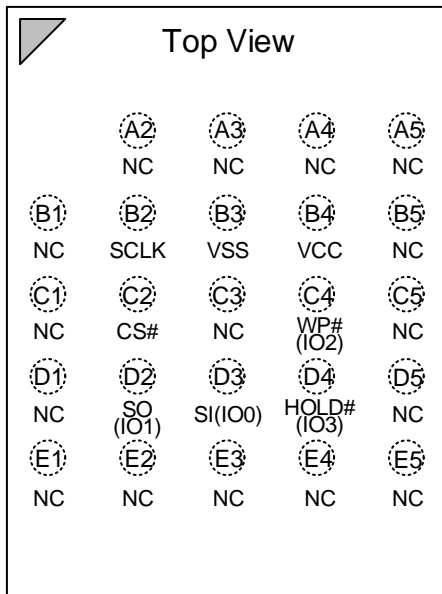 Top View
A2 A3 A4 A5
NC NC NC NC
B1 B2 B3 B4 B5
NC SCLK VSS VCC NC
C1 C2 C3 C4 C5
NC CS# NC WP# NC
(IO2)
D1 D2 D3 D4 D5
NC SO SI(IO0) HOLD# NC
(IO1) (IO3)
E1 E2 E3 E4 E5
NC NC NC NC NC